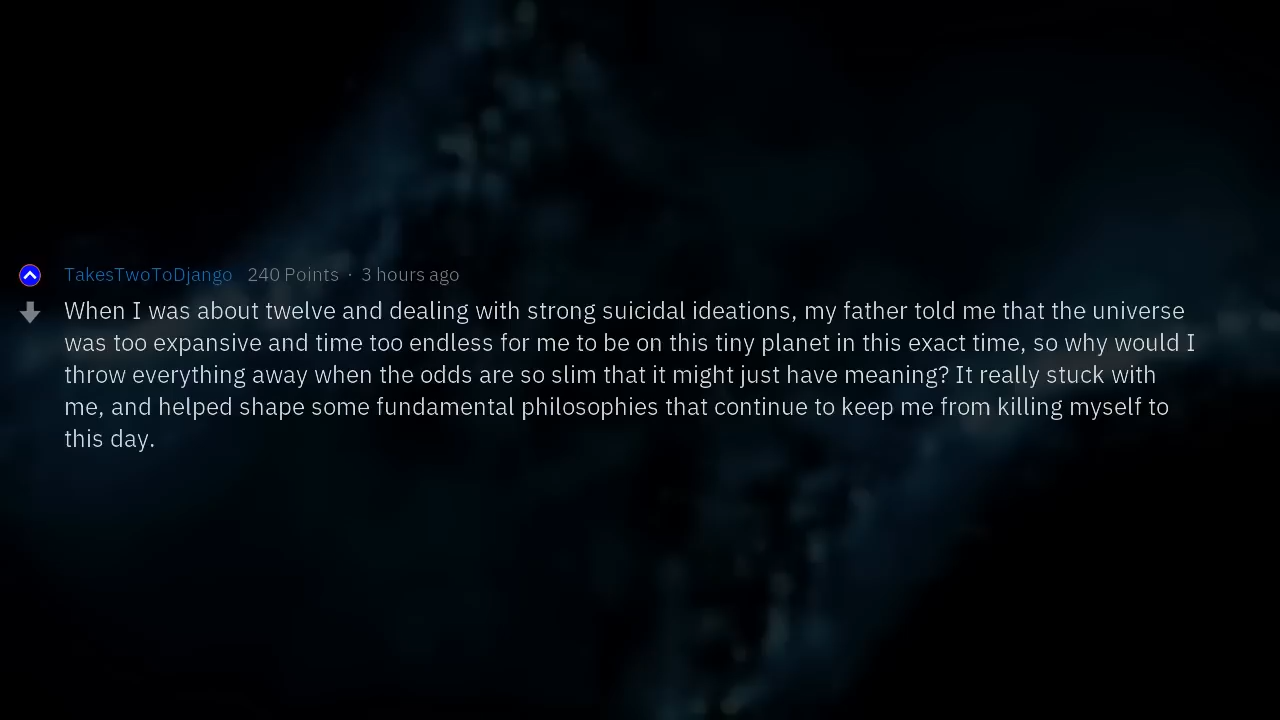 TakesTwoToDjango 240 Points · 3 hours ago
When I was about twelve and dealing with strong suicidal ideations, my father told me that the universe
was too expansive and time too endless for me to be on this tiny planet in this exact time, so why would I
throw everything away when the odds are so slim that it might just have meaning? It really stuck with
me, and helped shape some fundamental philosophies that continue to keep me from killing myself to
this day.